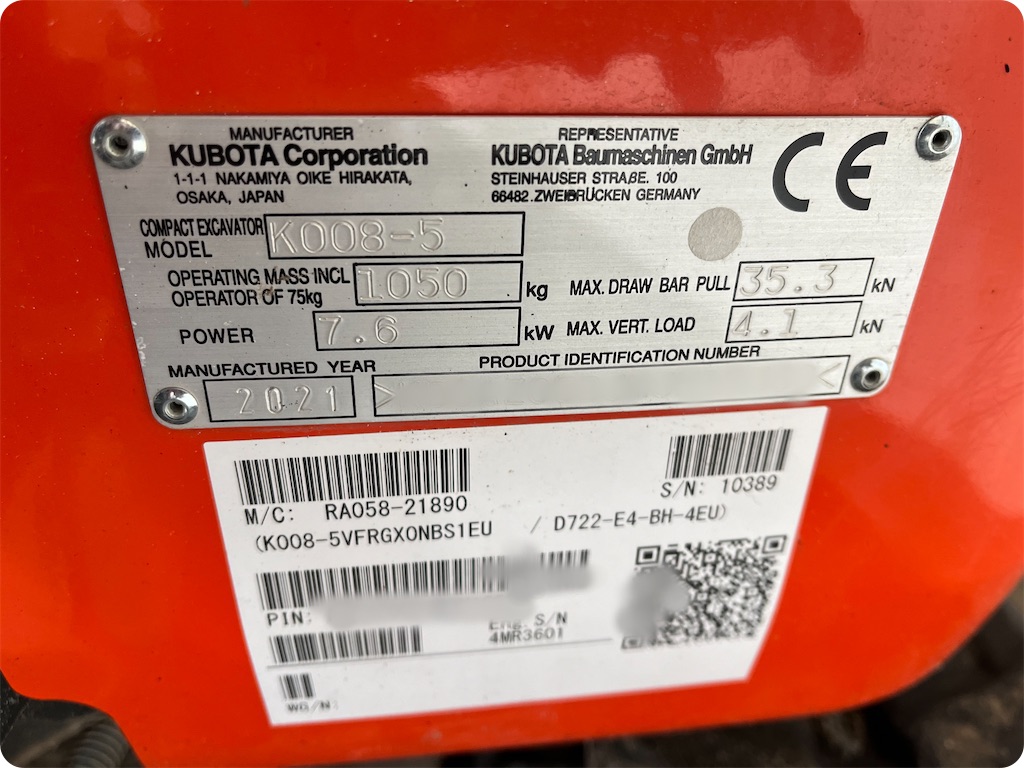 MANUFACTURER
KUBOTA Corporation
1-1-1 NAKAMIYA OIKE HIRAKATA,
OSAKA, JAPAN
REPRESENTATIVE
KUBOTA Baumaschinen GmbH
STEINHAUSER STRAßE. 100
66482.ZWEIBRÜCKEN GERMANY
CE
COMPACT EXCAVATOR
MODEL K008-5
OPERATING MASS INCL
OPERATOR OF 75kg 1050 kg
MAX. DRAW BAR PULL 35.3 kN
POWER 7.6 kW
MAX. VERT. LOAD 4.1 kN
MANUFACTURED YEAR
2021
PRODUCT IDENTIFICATION NUMBER
M/C: RA058-21890
S/N: 10389
(K008-5VFRGX0NBS1EU / D722-E4-BH-4EU)
PIN:
Eng. S/N
4MR3601
WG/N: